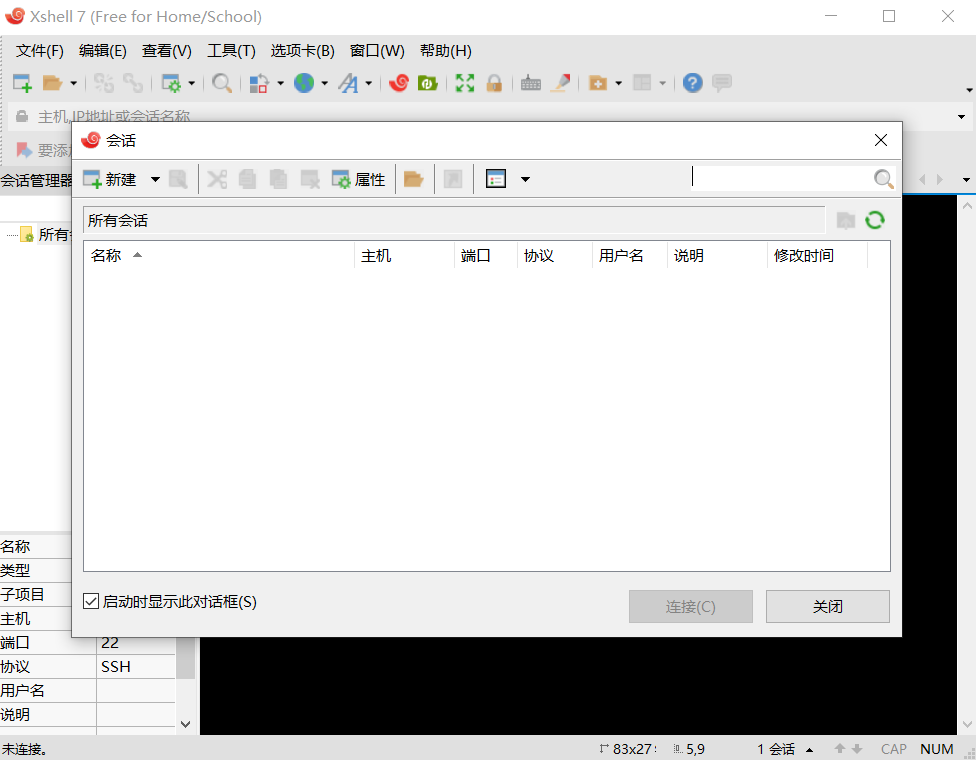 Xshell 7 (Free for Home/School)
文件(F) 编辑(E) 查看(V) 工具(T) 选项卡(B) 窗口(W) 帮助(H)
主机,IP地址或会话名称
要添
会话管理器
所有
会话
新建 属性
所有会话
名称 主机 端口 协议 用户名 说明 修改时间
启动时显示此对话框(S) 连接(C) 关闭
名称
类型
子项目
主机
端口 22
协议 SSH
用户名
说明
未连接。 83x27 5,9 1 会话 CAP NUM